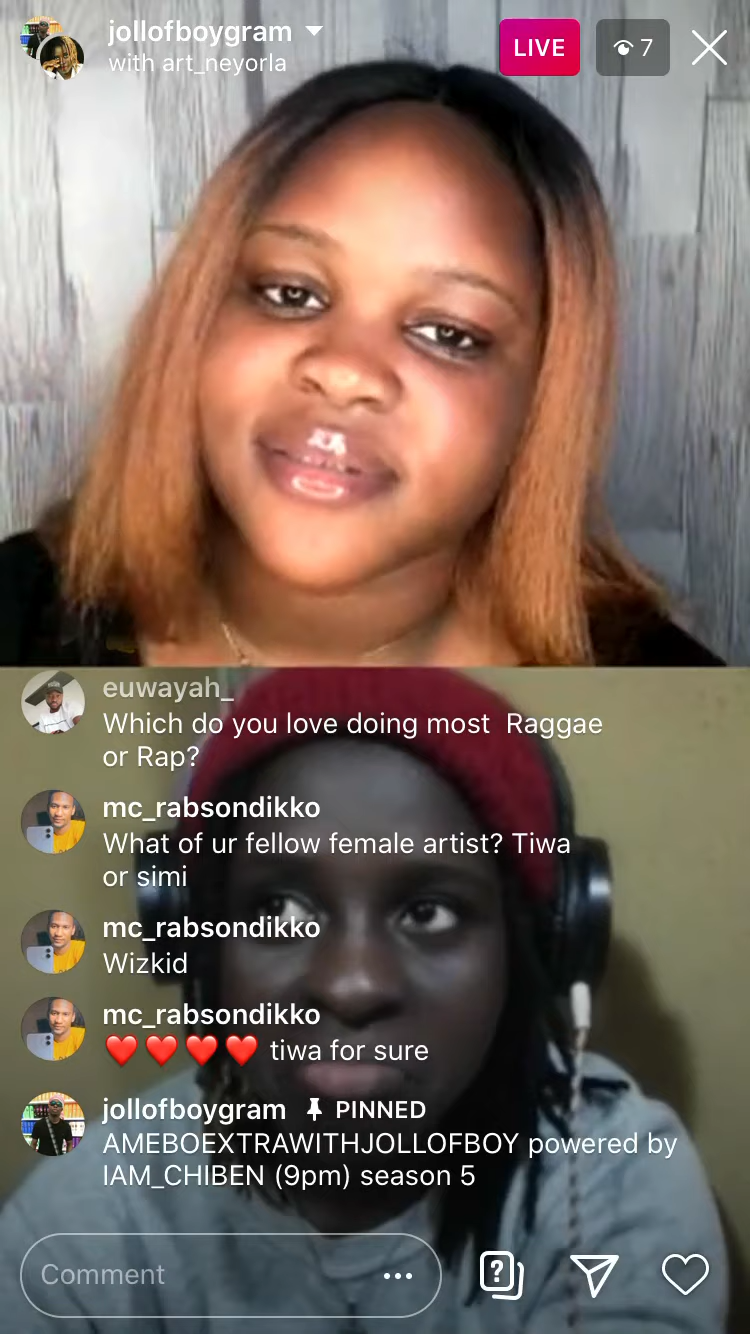 jollofboygram
with art_neyorla
LIVE
7
euwayah_
Which do you love doing most Raggae
or Rap?
mc_rabsondikko
What of ur fellow female artist? Tiwa
or simi
mc_rabsondikko
Wizkid
mc_rabsondikko
❤️❤️❤️❤️ tiwa for sure
jollofboygram PINNED
AMEBOEXTRAWITHJOLLOFBOY powered by
IAM_CHIBEN (9pm) season 5
Comment